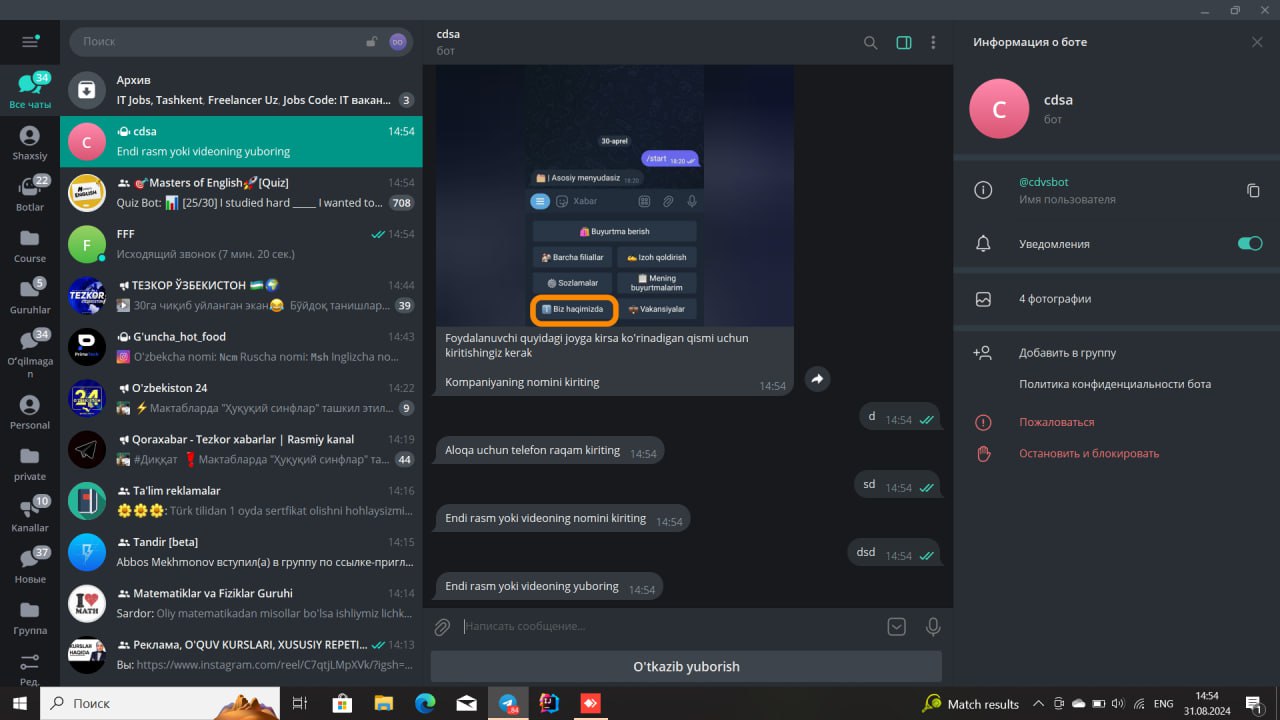 Все чаты
34
Shaxsiy
Botlar
22
Course
Guruhlar
5
O'qilmagan
34
Personal
private
Kanallar
10
Новые
37
Группа
Ред.
Поиск
DO
Архив
IT Jobs, Tashkent, Freelancer Uz, Jobs Code: IT вакан...
3
C
cdsa
14:54
Endi rasm yoki videoning yuboring
🎯Masters of English🚀[Quiz]
14:54
Quiz Bot: 📊 [25/30] I studied hard _____ I wanted to...
708
F
FFF
14:54
Исходящий звонок (7 мин. 20 сек.)
TEZKOR
ТЕЗКОР ЎЗБЕКИСТОН 🇺🇿🌍
14:44
30га чиқиб уйланган экан😂 Бўйдоқ танишлар...
39
G'uncha_hot_food
14:43
O'zbekcha nomi: Ncm Ruscha nomi: Msh Inglizcha no...
24
O'zbekiston 24
14:22
⚡Мактабларда "Ҳуқуқий синфлар" ташкил этил...
9
Qoraxabar - Tezkor xabarlar | Rasmiy kanal
14:19
#Диққат ❗Мактабларда "Ҳуқуқий синфлар" та...
44
Ta'lim reklamalar
14:16
🌼🌼🌼: Türk tilidan 1 oyda sertfikat olishni hohlaysizmi...
Tandir [beta]
14:15
Abbos Mekhmonov вступил(а) в группу по ссылке-пригл...
I ❤ MATH
Matematiklar va Fiziklar Guruhi
14:14
Sardor: Oliy matematikadan misollar bo'lsa ishliymiz lichk...
KURSLAR HAQIDA
Реклама, O'QUV KURSLARI, XUSUSIY REPETI...
14:13
Вы: https://www.instagram.com/reel/C7qtjLMpXVk/?igsh=...
cdsa
бот
30-aprel
/start 18:20
| Asosiy menyudasiz 18:20
Xabar
Buyurtma berish
Barcha filiallar
Izoh qoldirish
Sozlamalar
Mening buyurtmalarim
Biz haqimizda
Vakansiyalar
Foydalanuvchi quyidagi joyga kirsa ko'rinadigan qismi uchun
kiritishingiz kerak
Kompaniyaning nomini kiriting
14:54
d 14:54
Aloqa uchun telefon raqam kiriting 14:54
sd 14:54
Endi rasm yoki videoning nomini kiriting 14:54
dsd 14:54
Endi rasm yoki videoning yuboring 14:54
Написать сообщение...
O'tkazib yuborish
Информация о боте
C
cdsa
бот
@cdvsbot
Имя пользователя
Уведомления
4 фотографии
Добавить в группу
Политика конфиденциальности бота
Пожаловаться
Остановить и блокировать
Поиск
Match results
ENG
14:54
31.08.2024
1